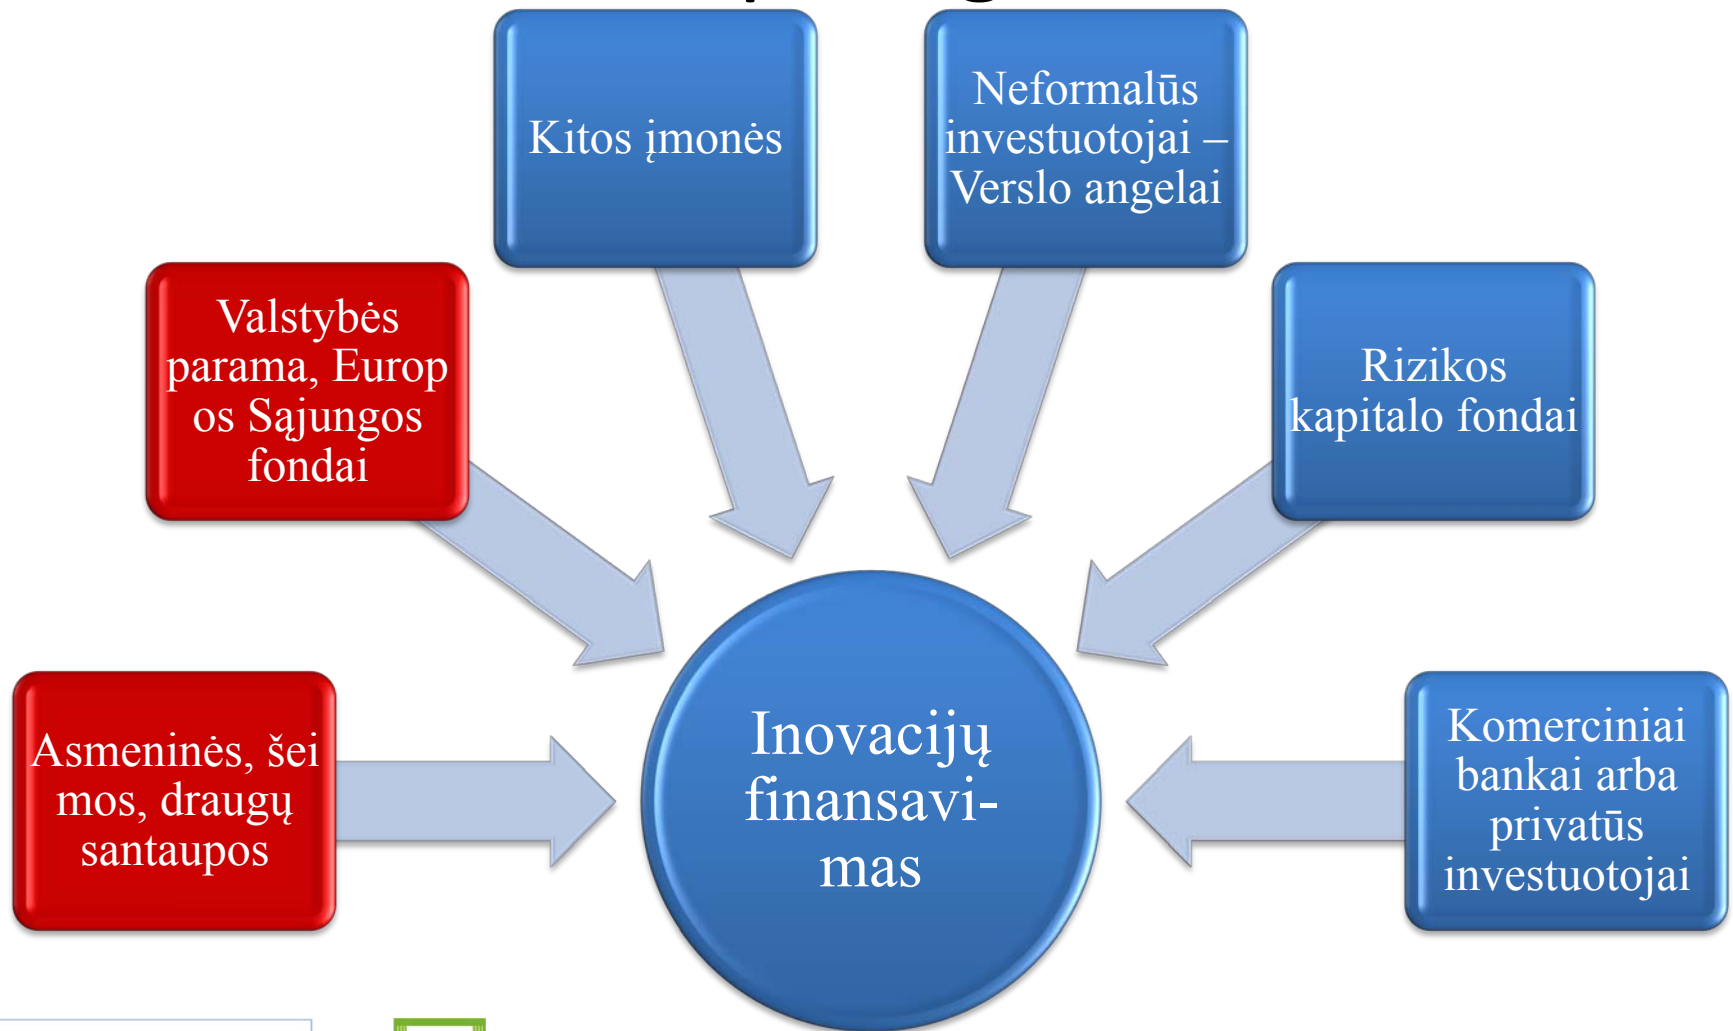 Kitos įmonės
Neformalūs
investuotojai –
Verslo angelai
Valstybės
parama, Europ
os Sąjungos
fondai
Rizikos
kapitalo fondai
Asmeninės, šei
mos, draugų
santaupos
Inovacijų
finansavi-
mas
Komerciniai
bankai arba
privatūs
investuotojai